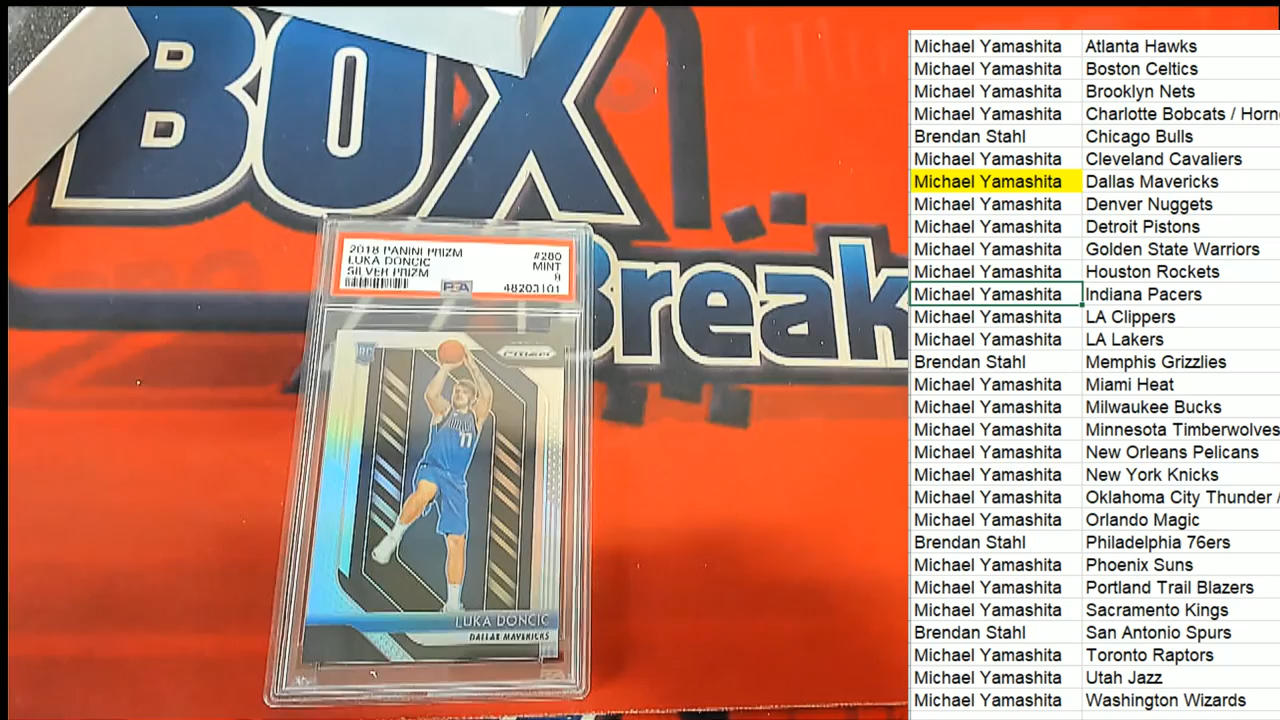 BOX
Break
2018 PANINI PRIZM #280
LUKA DONCIC MINT
SILVER PRIZM 9
PSA 48203101
RC
PRIZM
77
LUKA DONCIC
DALLAS MAVERICKS
Michael Yamashita Atlanta Hawks
Michael Yamashita Boston Celtics
Michael Yamashita Brooklyn Nets
Michael Yamashita Charlotte Bobcats / Horn
Brendan Stahl Chicago Bulls
Michael Yamashita Cleveland Cavaliers
Michael Yamashita Dallas Mavericks
Michael Yamashita Denver Nuggets
Michael Yamashita Detroit Pistons
Michael Yamashita Golden State Warriors
Michael Yamashita Houston Rockets
Michael Yamashita Indiana Pacers
Michael Yamashita LA Clippers
Michael Yamashita LA Lakers
Brendan Stahl Memphis Grizzlies
Michael Yamashita Miami Heat
Michael Yamashita Milwaukee Bucks
Michael Yamashita Minnesota Timberwolves
Michael Yamashita New Orleans Pelicans
Michael Yamashita New York Knicks
Michael Yamashita Oklahoma City Thunder /
Michael Yamashita Orlando Magic
Brendan Stahl Philadelphia 76ers
Michael Yamashita Phoenix Suns
Michael Yamashita Portland Trail Blazers
Michael Yamashita Sacramento Kings
Brendan Stahl San Antonio Spurs
Michael Yamashita Toronto Raptors
Michael Yamashita Utah Jazz
Michael Yamashita Washington Wizards